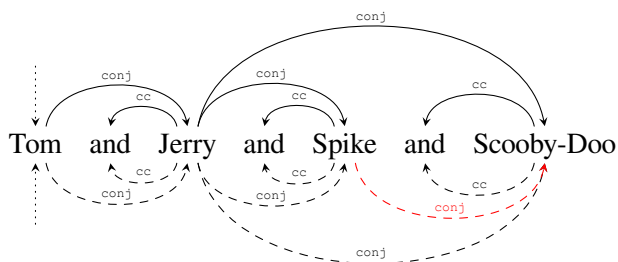 conj
conj conj
cc cc cc
Tom and Jerry and Spike and Scooby-Doo
cc cc cc
conj conj conj
conj